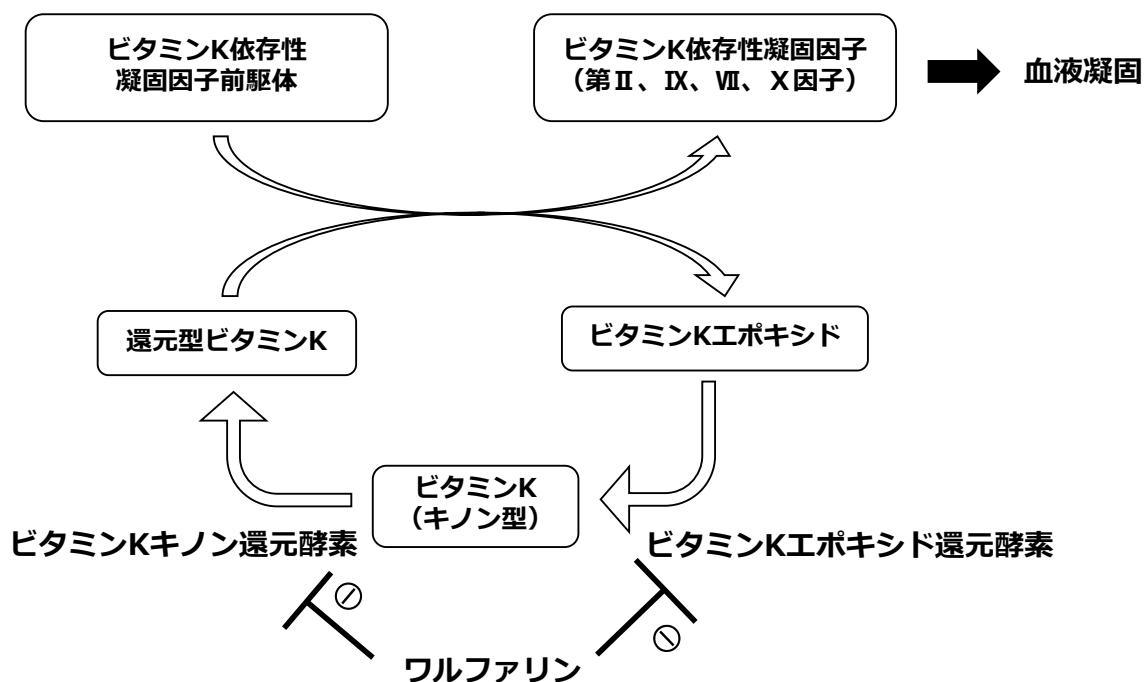 ビタミンK依存性
凝固因子前駆体
ビタミンK依存性凝固因子
（第Ⅱ、Ⅸ、Ⅶ、Ⅹ因子）
血液凝固
還元型ビタミンK
ビタミンKエポキシド
ビタミンK
（キノン型）
ビタミンKキノン還元酵素
ビタミンKエポキシド還元酵素
ワルファリン